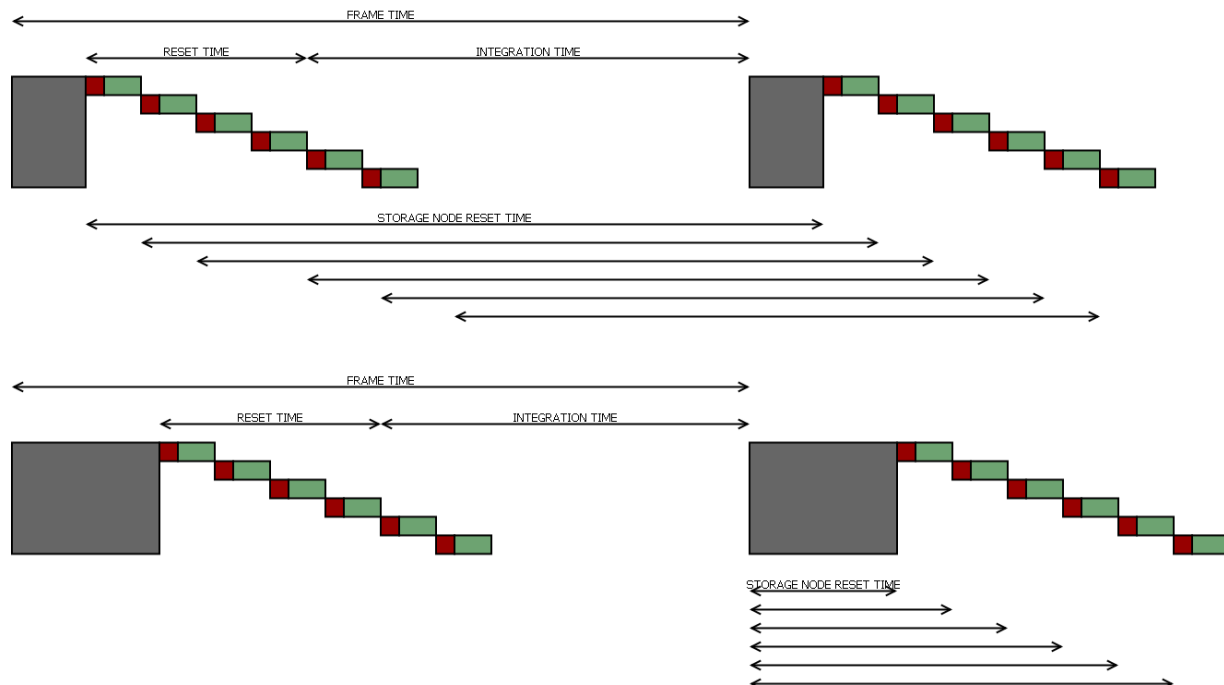 FRAME TIME
RESET TIME
INTEGRATION TIME
STORAGE NODE RESET TIME
FRAME TIME
RESET TIME
INTEGRATION TIME
STORAGE NODE RESET TIME